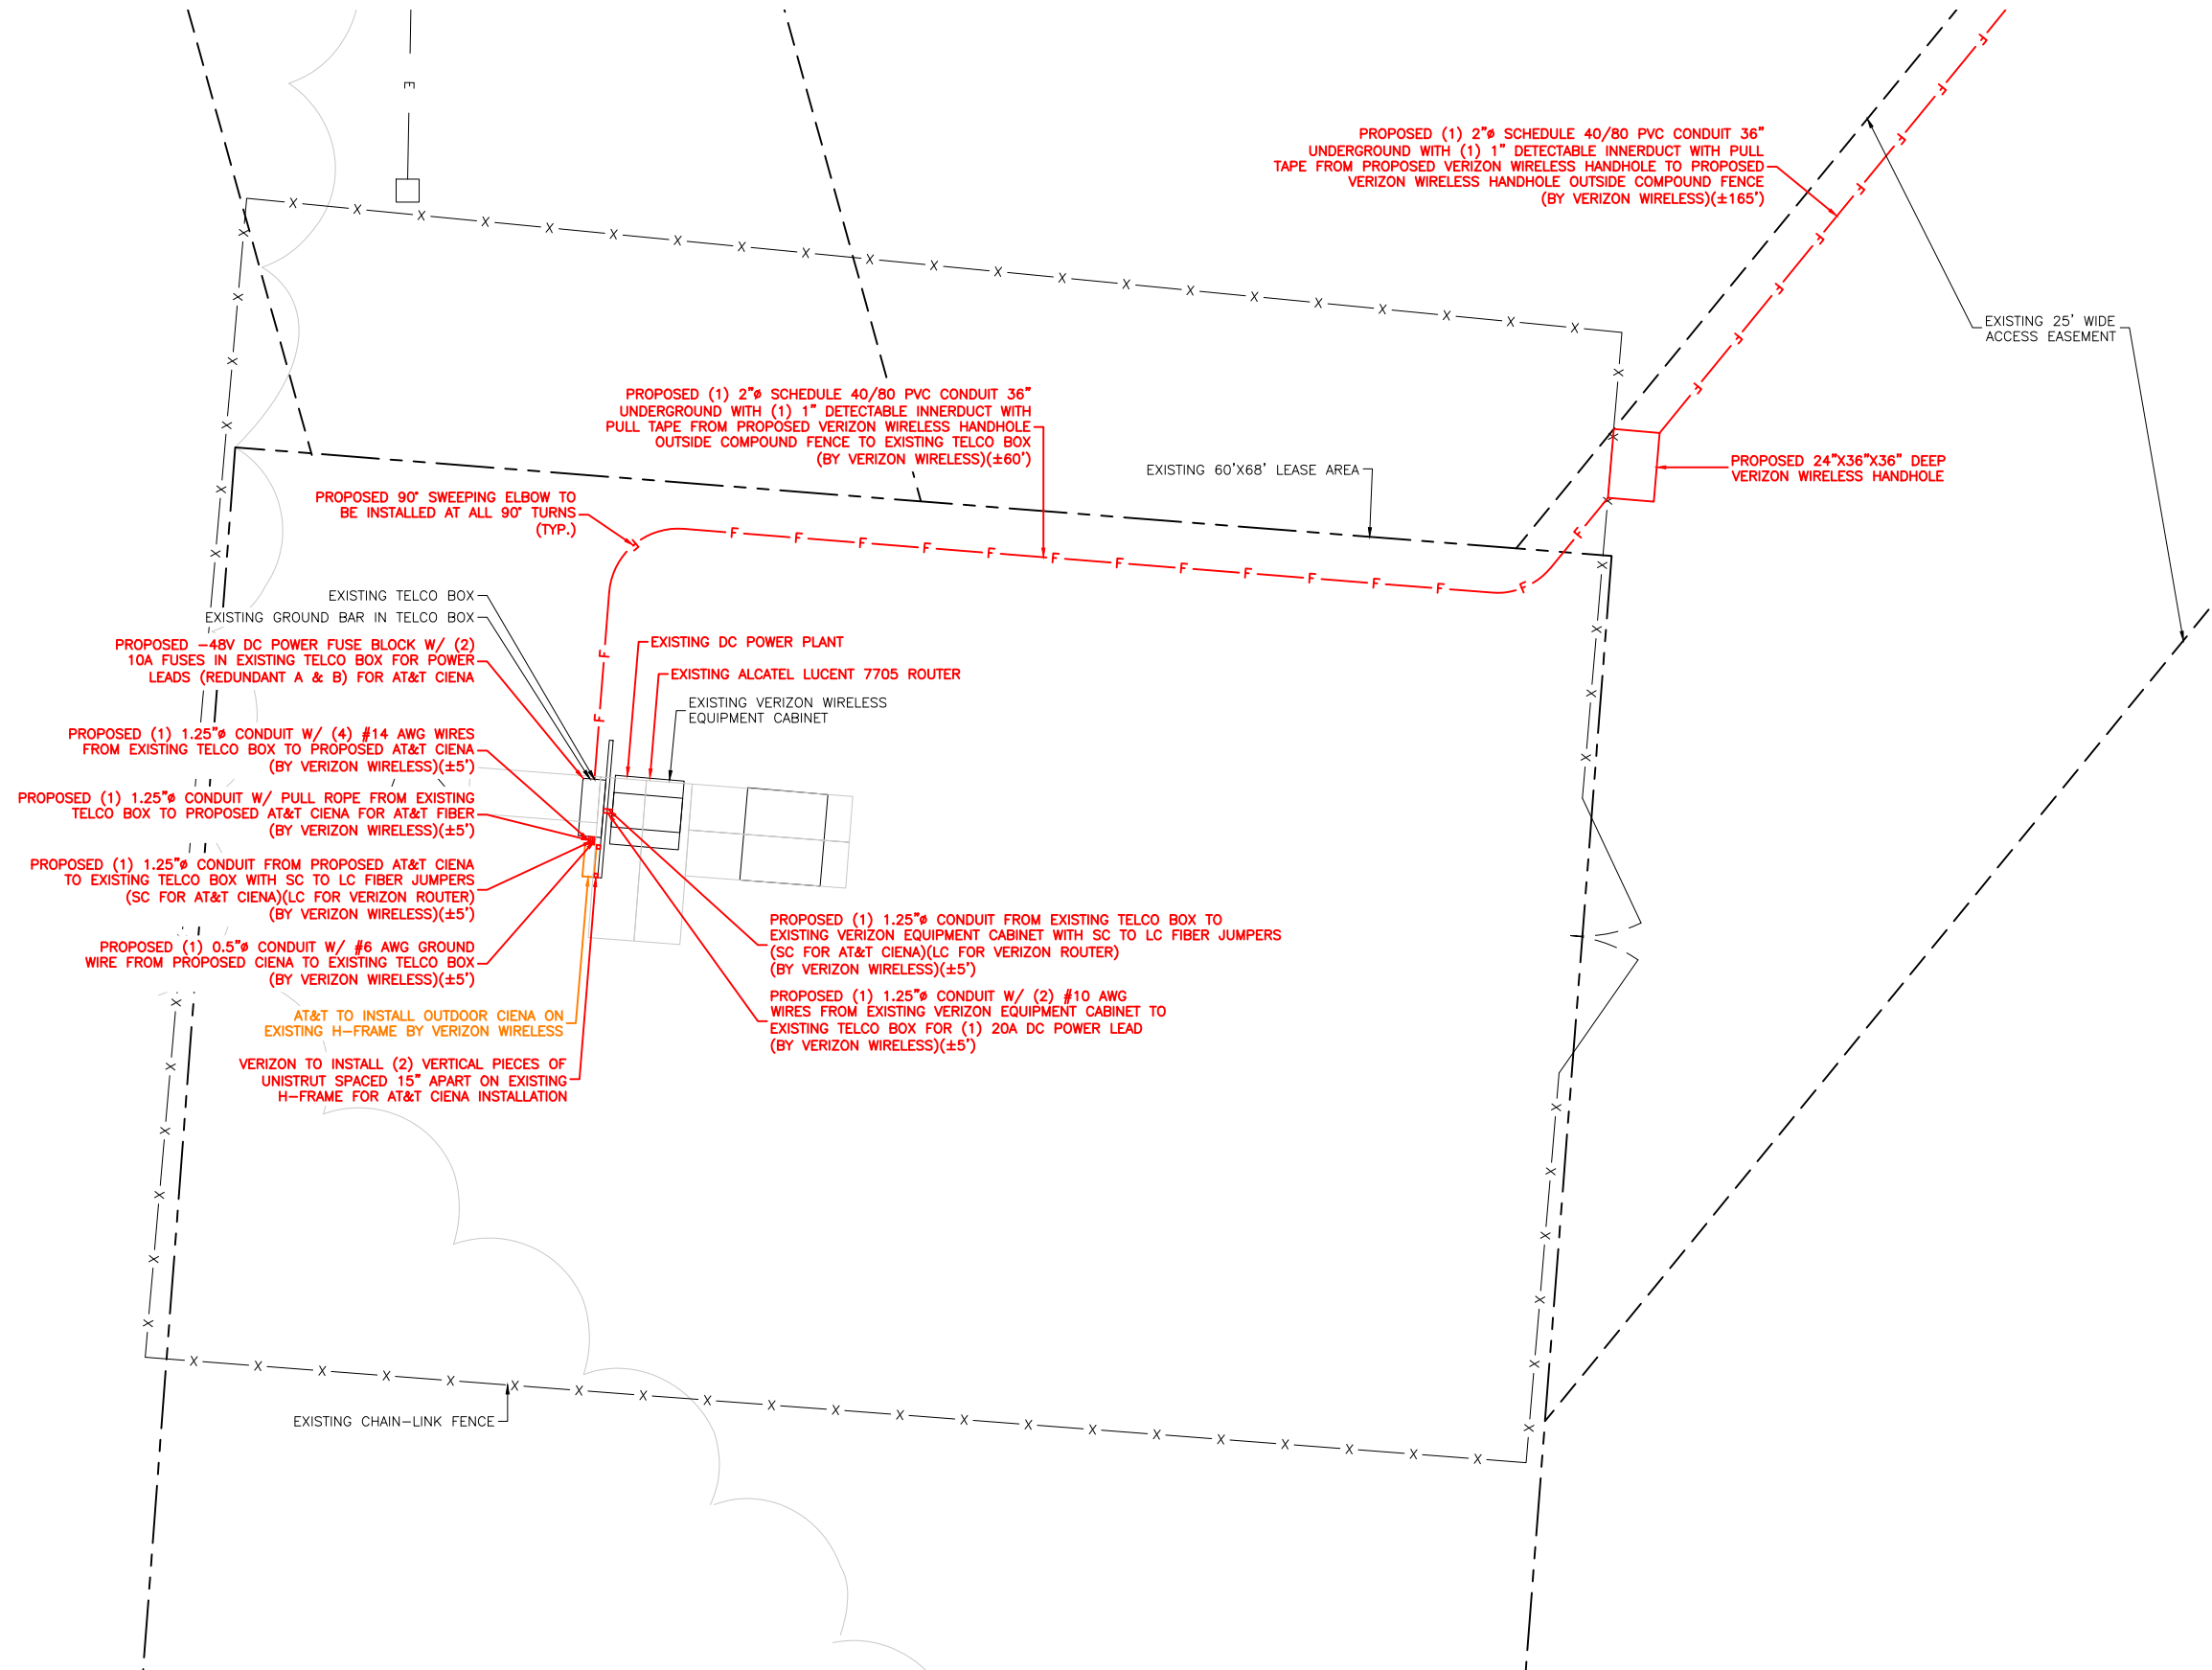 E
PROPOSED (1) 2"ø SCHEDULE 40/80 PVC CONDUIT 36"
UNDERGROUND WITH (1) 1" DETECTABLE INNERDUCT WITH PULL
TAPE FROM PROPOSED VERIZON WIRELESS HANDHOLE TO PROPOSED
VERIZON WIRELESS HANDHOLE OUTSIDE COMPOUND FENCE
(BY VERIZON WIRELESS)(±165')
EXISTING 25' WIDE
ACCESS EASEMENT
PROPOSED (1) 2"ø SCHEDULE 40/80 PVC CONDUIT 36"
UNDERGROUND WITH (1) 1" DETECTABLE INNERDUCT WITH
PULL TAPE FROM PROPOSED VERIZON WIRELESS HANDHOLE
OUTSIDE COMPOUND FENCE TO EXISTING TELCO BOX
(BY VERIZON WIRELESS)(±60')
EXISTING 60'X68' LEASE AREA
PROPOSED 24"X36"X36" DEEP
VERIZON WIRELESS HANDHOLE
PROPOSED 90° SWEEPING ELBOW TO
BE INSTALLED AT ALL 90° TURNS
(TYP.)
EXISTING TELCO BOX
EXISTING GROUND BAR IN TELCO BOX
PROPOSED -48V DC POWER FUSE BLOCK W/ (2)
10A FUSES IN EXISTING TELCO BOX FOR POWER
LEADS (REDUNDANT A & B) FOR AT&T CIENA
EXISTING DC POWER PLANT
EXISTING ALCATEL LUCENT 7705 ROUTER
EXISTING VERIZON WIRELESS
EQUIPMENT CABINET
PROPOSED (1) 1.25"ø CONDUIT W/ (4) #14 AWG WIRES
FROM EXISTING TELCO BOX TO PROPOSED AT&T CIENA
(BY VERIZON WIRELESS)(±5')
PROPOSED (1) 1.25"ø CONDUIT W/ PULL ROPE FROM EXISTING
TELCO BOX TO PROPOSED AT&T CIENA FOR AT&T FIBER
(BY VERIZON WIRELESS)(±5')
PROPOSED (1) 1.25"ø CONDUIT FROM PROPOSED AT&T CIENA
TO EXISTING TELCO BOX WITH SC TO LC FIBER JUMPERS
(SC FOR AT&T CIENA)(LC FOR VERIZON ROUTER)
(BY VERIZON WIRELESS)(±5')
PROPOSED (1) 0.5"ø CONDUIT W/ #6 AWG GROUND
WIRE FROM PROPOSED CIENA TO EXISTING TELCO BOX
(BY VERIZON WIRELESS)(±5')
AT&T TO INSTALL OUTDOOR CIENA ON
EXISTING H-FRAME BY VERIZON WIRELESS
VERIZON TO INSTALL (2) VERTICAL PIECES OF
UNISTRUT SPACED 15" APART ON EXISTING
H-FRAME FOR AT&T CIENA INSTALLATION
PROPOSED (1) 1.25"ø CONDUIT FROM EXISTING TELCO BOX TO
EXISTING VERIZON EQUIPMENT CABINET WITH SC TO LC FIBER JUMPERS
(SC FOR AT&T CIENA)(LC FOR VERIZON ROUTER)
(BY VERIZON WIRELESS)(±5')
PROPOSED (1) 1.25"ø CONDUIT W/ (2) #10 AWG
WIRES FROM EXISTING VERIZON EQUIPMENT CABINET TO
EXISTING TELCO BOX FOR (1) 20A DC POWER LEAD
(BY VERIZON WIRELESS)(±5')
EXISTING CHAIN-LINK FENCE